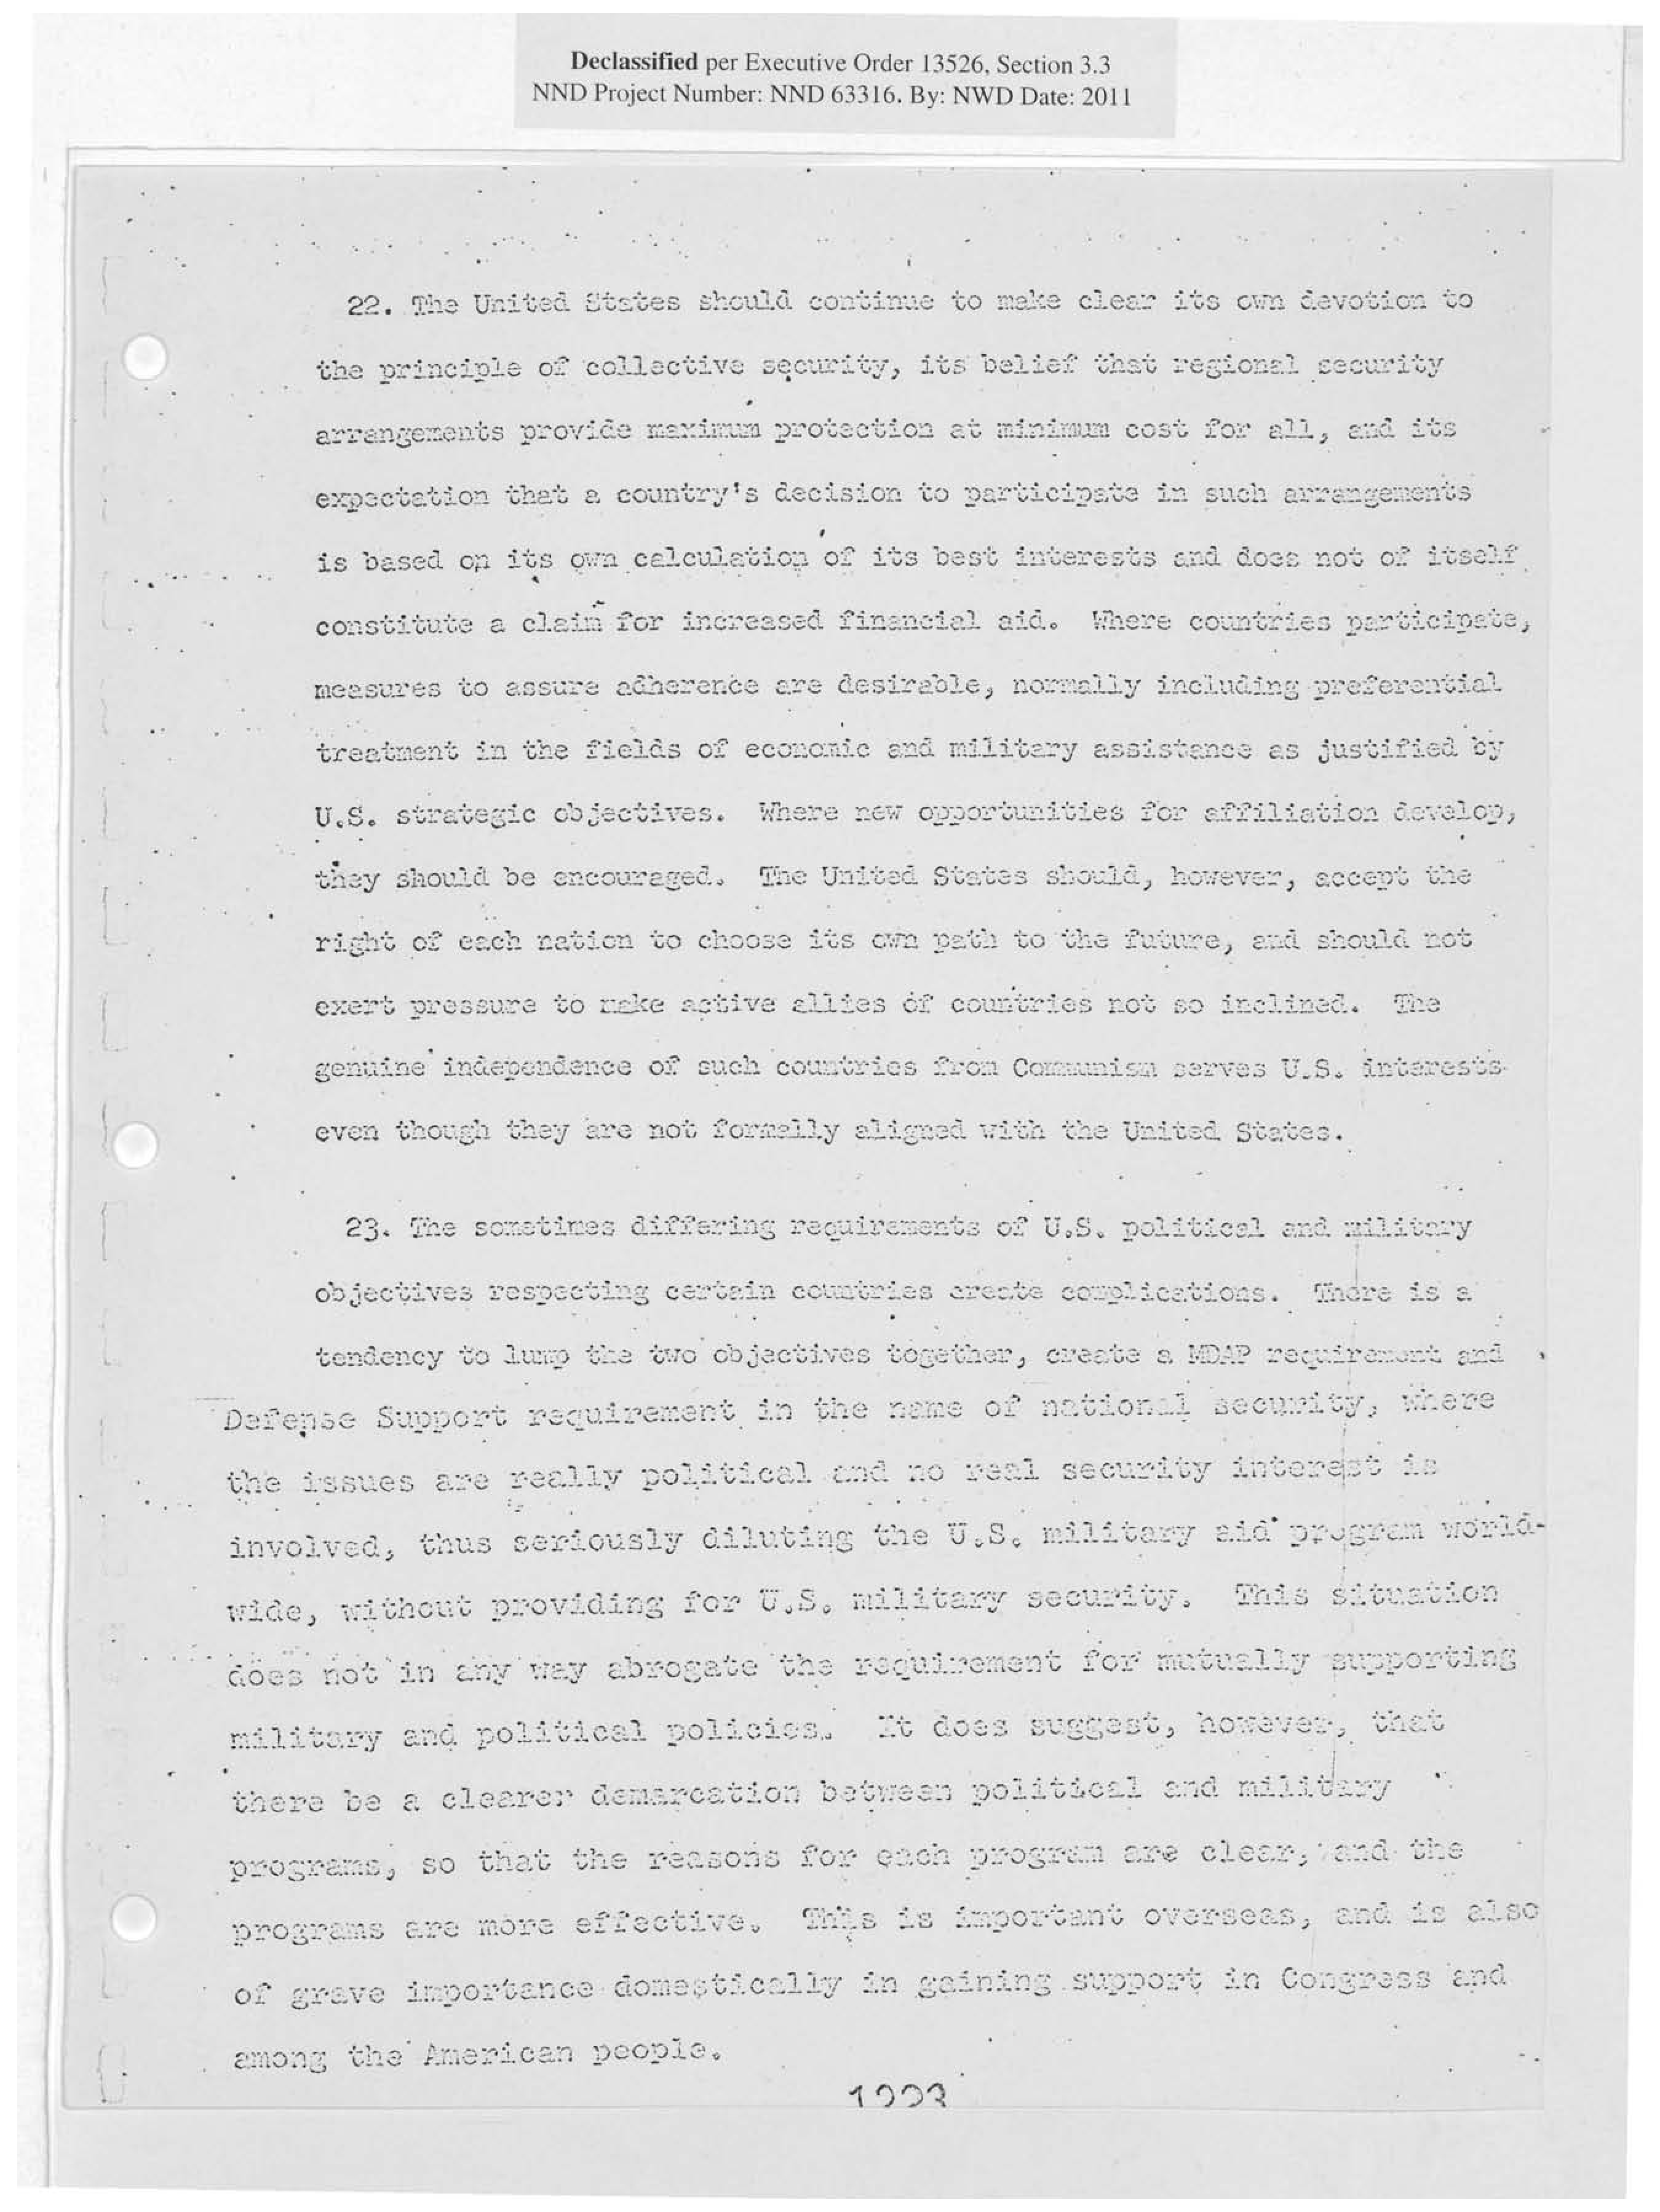 Declassified per Executive Order 13526, Section 3.3
NND Project Number: NND 63316. By: NWD Date: 2011
22. The United States should continue to make clear its own devotion to
the principle of collective security, its belief that regional security
arrangements provide maximum protection at minimum cost for all, and its
expectation that a country's decision to participate in such arrangements
is based on its own calculation of its best interests and does not of itself
constitute a claim for increased financial aid. Where countries participate,
measures to assure adherence are desirable, normally including preferential
treatment in the fields of economic and military assistance as justified by
U.S. strategic objectives. Where new opportunities for affiliation develop,
they should be encouraged. The United States should, however, accept the
right of each nation to choose its own path to the future, and should not
exert pressure to make active allies of countries not so inclined. The
genuine independence of such countries from Communism serves U.S. interests
even though they are not formally aligned with the United States.
23. The sometimes differing requirements of U.S. political and military
objectives respecting certain countries create complications. There is a
tendency to lump the two objectives together, create a MDAP requirement and
Defense Support requirement in the name of national security, where
the issues are really political and no real security interest is
involved, thus seriously diluting the U.S. military aid program world-
wide, without providing for U.S. military security. This situation
does not in any way abrogate the requirement for mutually supporting
military and political policies. It does suggest, however, that
there be a clearer demarcation between political and military
programs, so that the reasons for each program are clear, and the
programs are more effective. This is important overseas, and is also
of grave importance domestically in gaining support in Congress and
among the American people.